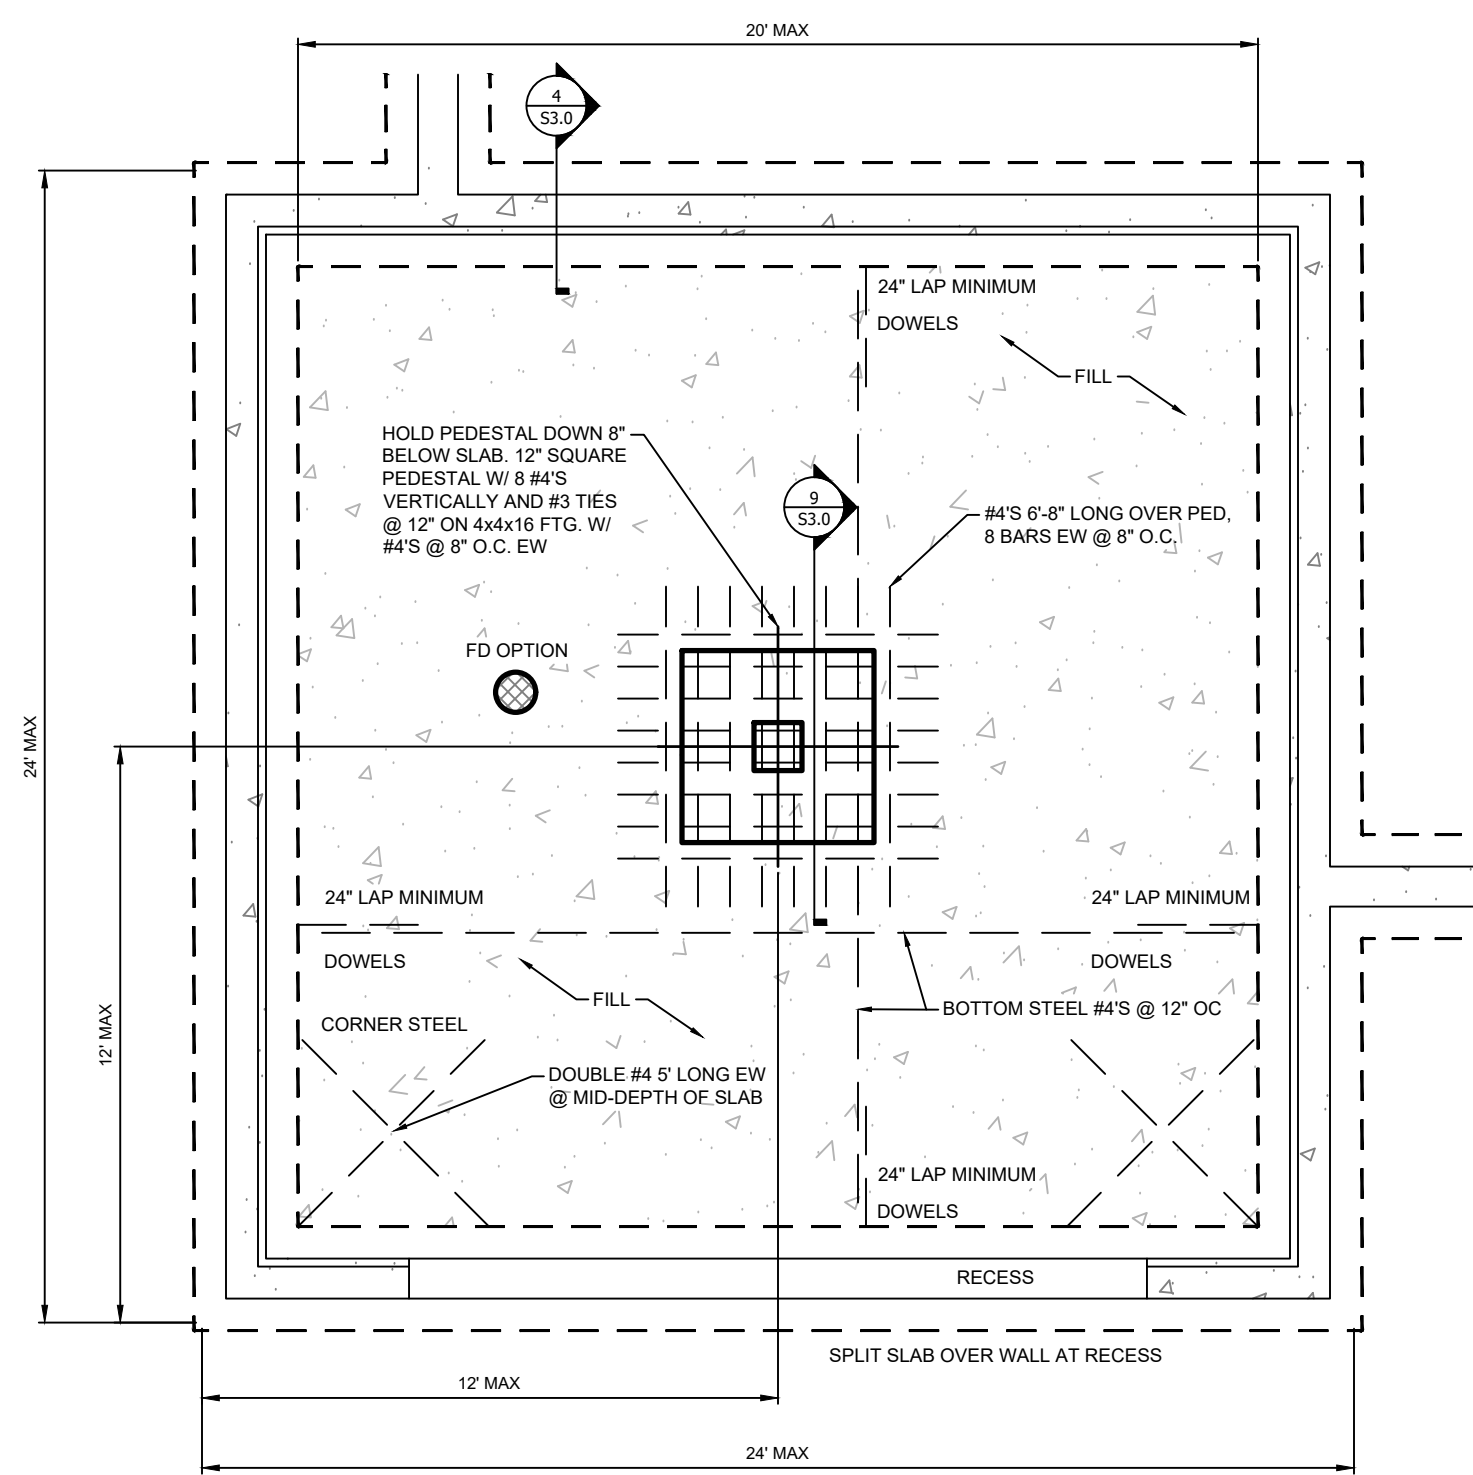 20' MAX
4
S3.0
24" LAP MINIMUM
DOWELS
FILL
HOLD PEDESTAL DOWN 8"
BELOW SLAB. 12" SQUARE
PEDESTAL W/ 8 #4'S
VERTICALLY AND #3 TIES
@ 12" ON 4x4x16 FTG. W/
#4'S @ 8" O.C. EW
9
S3.0
#4'S 6'-8" LONG OVER PED,
8 BARS EW @ 8" O.C.
FD OPTION
24' MAX
24" LAP MINIMUM
24" LAP MINIMUM
DOWELS
DOWELS
FILL
BOTTOM STEEL #4'S @ 12" OC
CORNER STEEL
12' MAX
DOUBLE #4 5' LONG EW
@ MID-DEPTH OF SLAB
24" LAP MINIMUM
DOWELS
RECESS
SPLIT SLAB OVER WALL AT RECESS
12' MAX
24' MAX